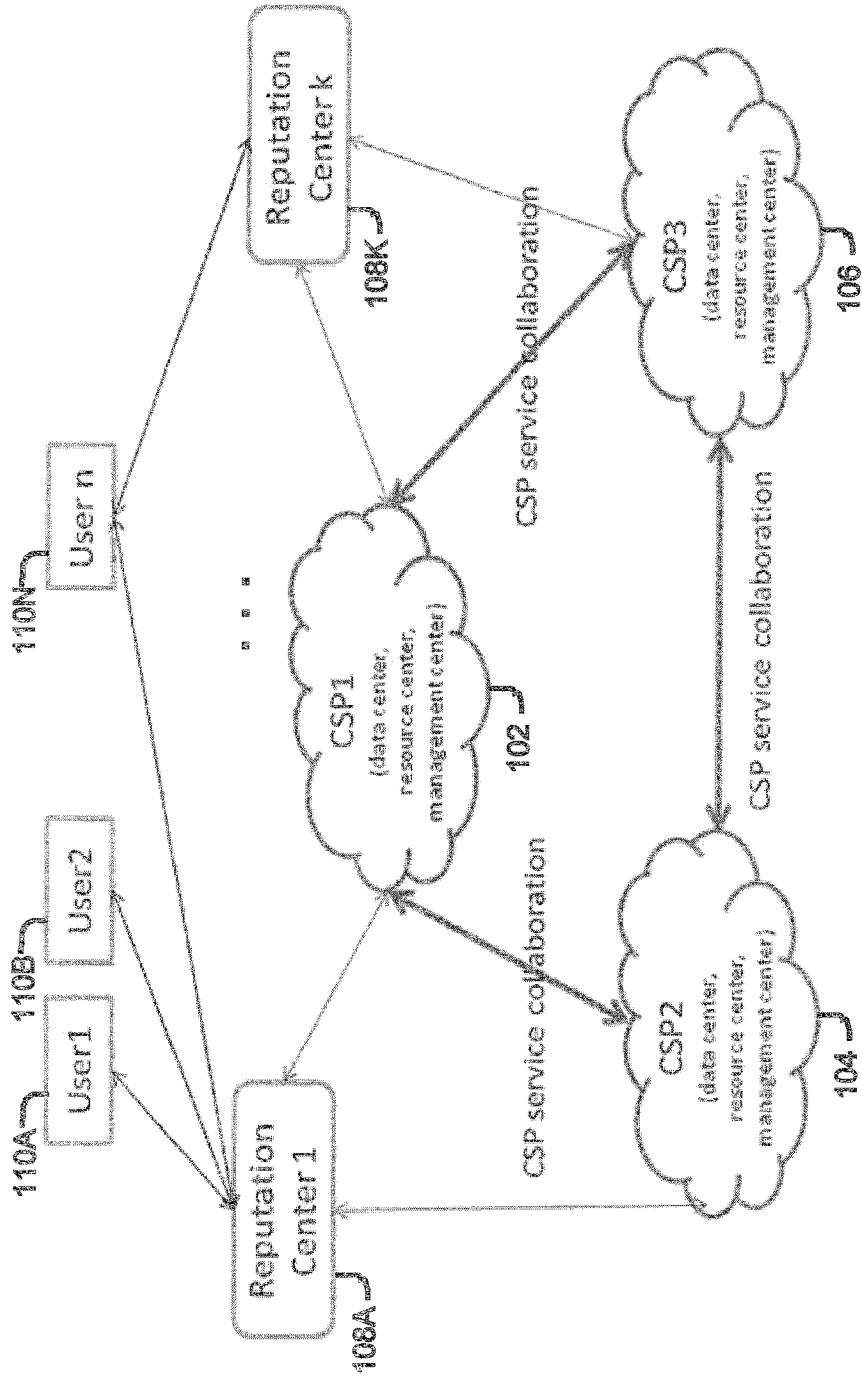 110A
User1
110B
User2
110N
User n
Reputation
Center 1
108A
Reputation
Center k
108K
. . .
CSP1
(data center,
resource center,
management center)
102
CSP service collaboration
CSP service collaboration
CSP2
(data center,
resource center,
management center)
104
CSP service collaboration
CSP3
(data center,
resource center,
management center)
106